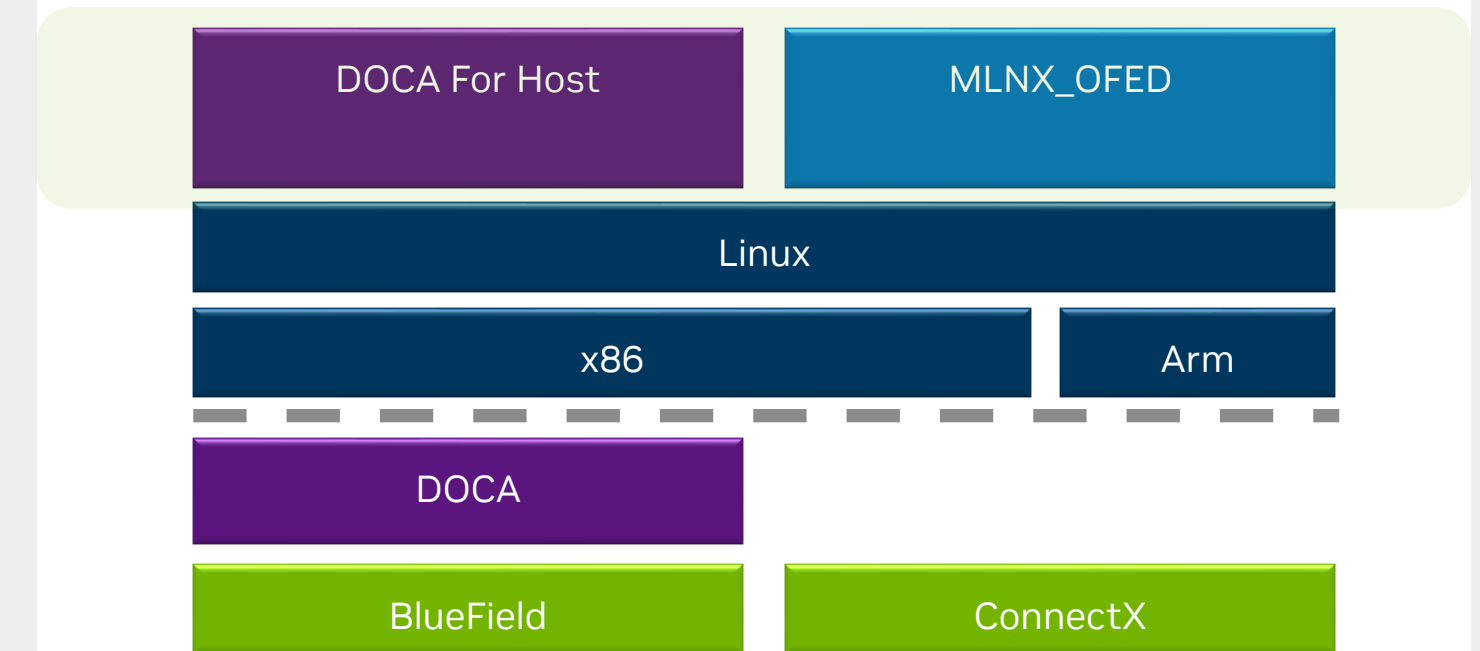 DOCA For Host
MLNX_OFED
Linux
x86
Arm
DOCA
BlueField
ConnectX